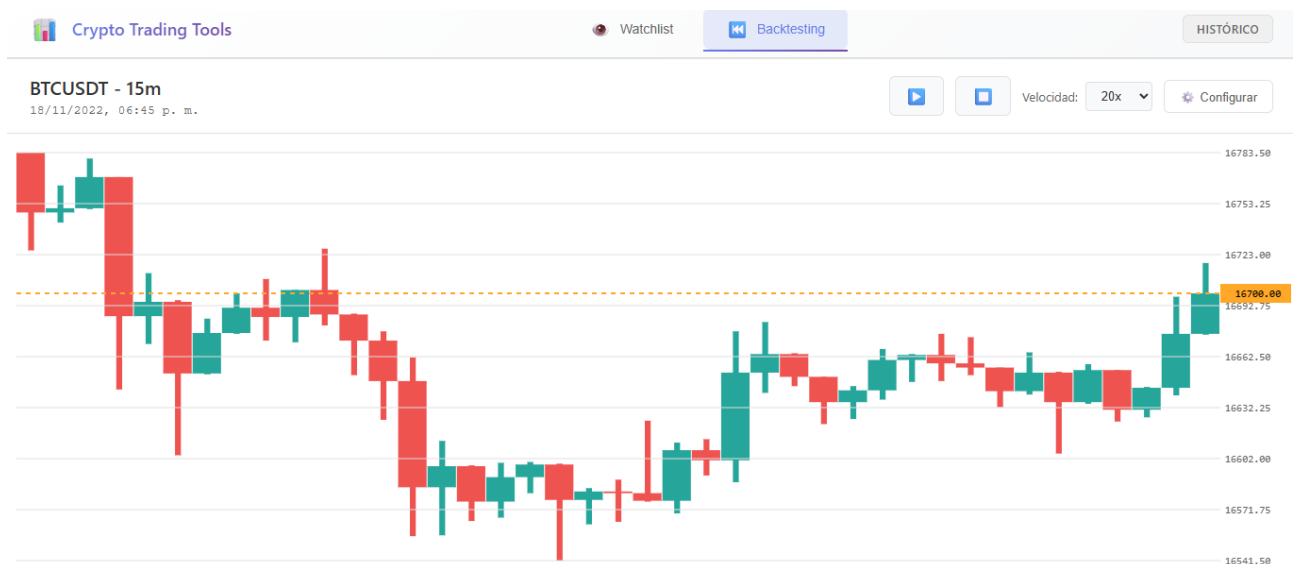 Crypto Trading Tools
Watchlist
Backtesting
HISTÓRICO
BTCUSDT - 15m
18/11/2022, 06:45 p. m.
Velocidad:
20x
Configurar
16783.50
16753.25
16723.00
16700.00
16692.75
16662.50
16632.25
16602.00
16571.75
16541.50